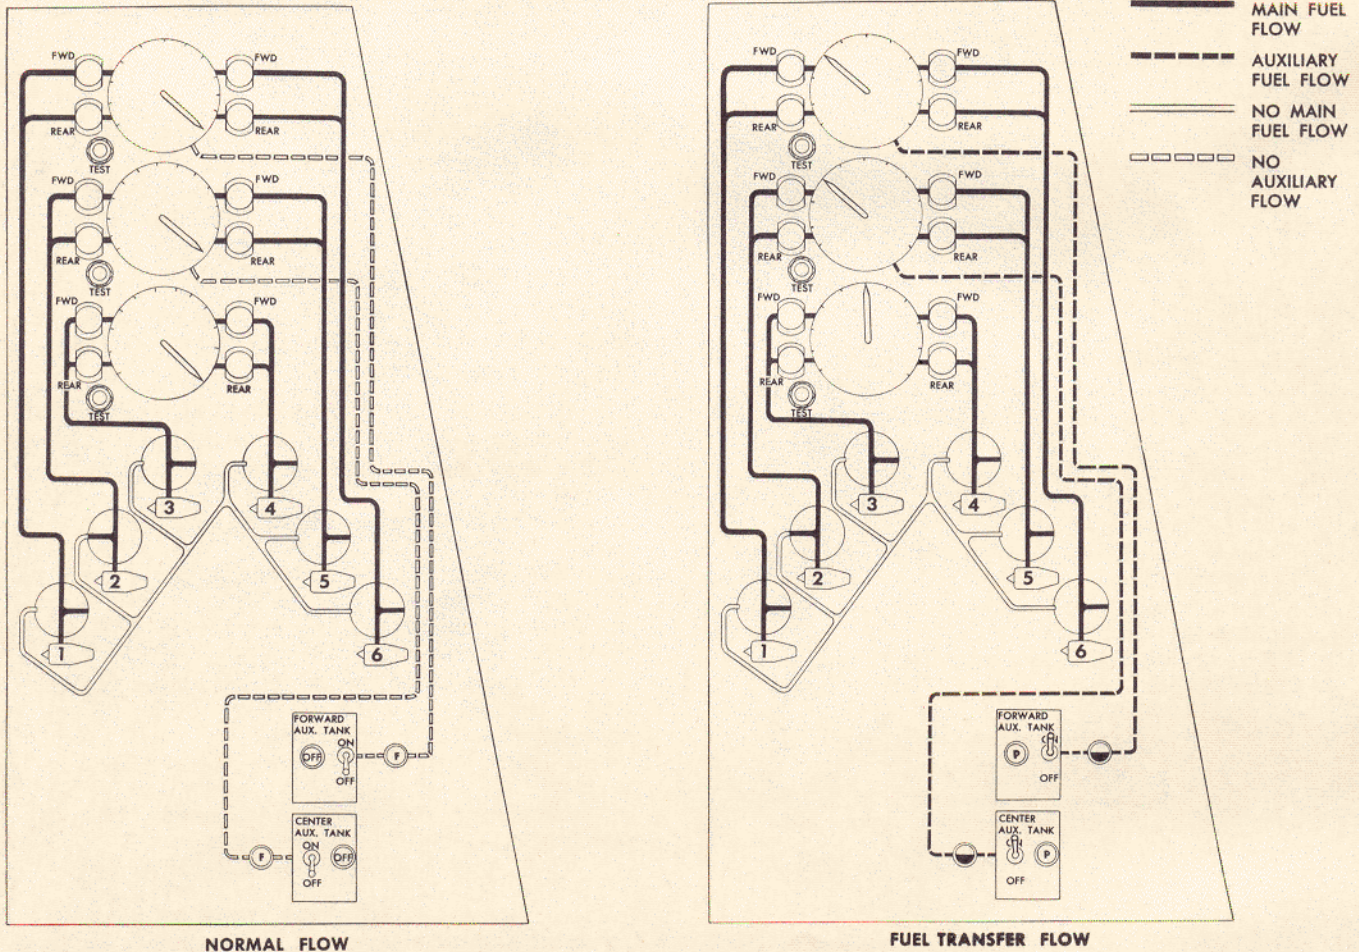 FWD
FWD
REAR
REAR
TEST
FWD
FWD
REAR
REAR
TEST
FWD
FWD
REAR
REAR
TEST
3
4
2
5
1
6
FORWARD
AUX. TANK
ON
OFF
F
OFF
CENTER
AUX. TANK
ON
F
OFF
OFF
NORMAL FLOW
FWD
FWD
REAR
REAR
TEST
FWD
FWD
REAR
REAR
TEST
FWD
FWD
REAR
REAR
TEST
3
4
2
5
1
6
FORWARD
AUX. TANK
ON
P
OFF
CENTER
AUX. TANK
ON
P
OFF
FUEL TRANSFER FLOW
MAIN FUEL
FLOW
AUXILIARY
FUEL FLOW
NO MAIN
FUEL FLOW
NO
AUXILIARY
FLOW